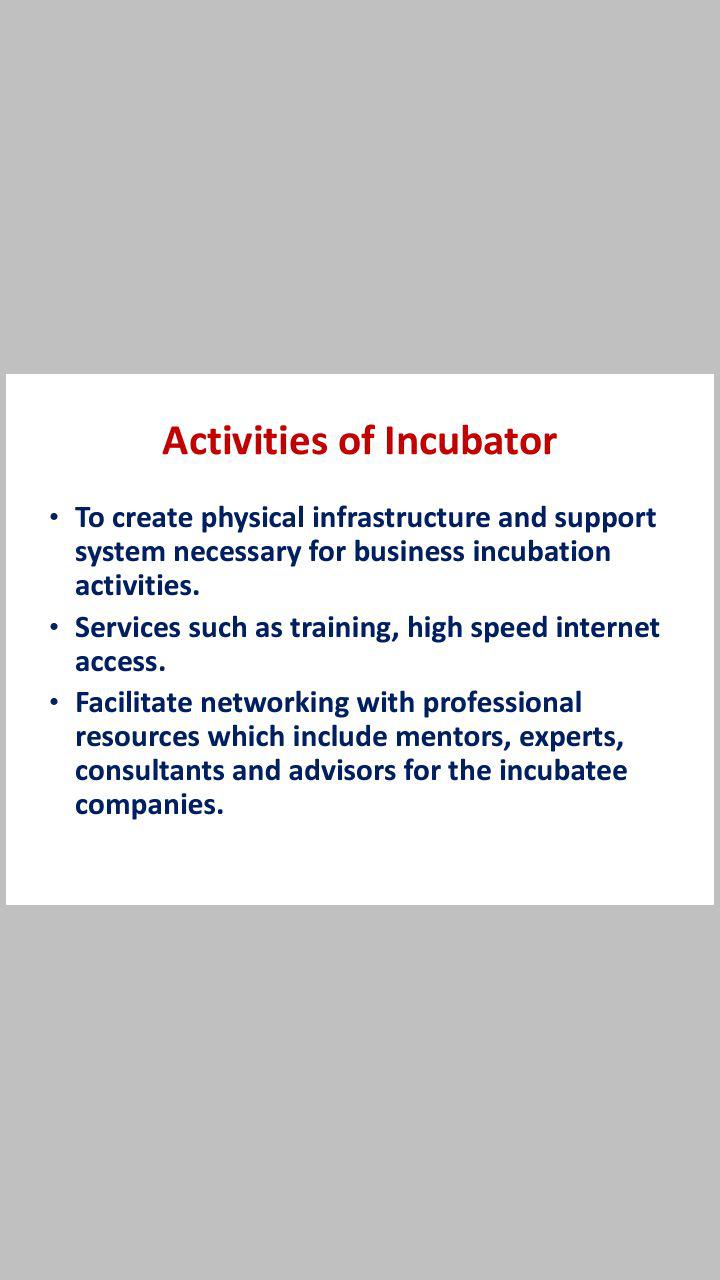 Activities of Incubator
• To create physical infrastructure and support
system necessary for business incubation
activities.
• Services such as training, high speed internet
access.
• Facilitate networking with professional
resources which include mentors, experts,
consultants and advisors for the incubatee
companies.